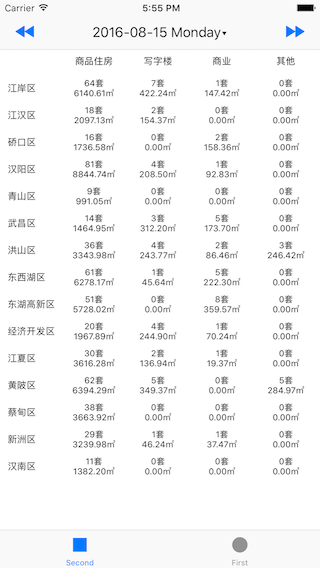 Carrier 5:55 PM
2016-08-15 Monday▾
商品住房 写字楼 商业 其他
江岸区 64套 7套 1套 0套
6140.61㎡ 422.24㎡ 147.42㎡ 0.00㎡
江汉区 18套 2套 0套 0套
2097.13㎡ 154.37㎡ 0.00㎡ 0.00㎡
硚口区 16套 0套 2套 0套
1736.58㎡ 0.00㎡ 158.36㎡ 0.00㎡
汉阳区 81套 4套 1套 0套
8844.74㎡ 208.50㎡ 92.83㎡ 0.00㎡
青山区 9套 0套 0套 0套
991.05㎡ 0.00㎡ 0.00㎡ 0.00㎡
武昌区 14套 3套 5套 0套
1464.95㎡ 312.20㎡ 173.70㎡ 0.00㎡
洪山区 36套 4套 2套 3套
3343.98㎡ 243.77㎡ 86.46㎡ 246.42㎡
东西湖区 61套 1套 5套 0套
6278.17㎡ 45.64㎡ 222.30㎡ 0.00㎡
东湖高新区 51套 0套 8套 0套
5728.02㎡ 0.00㎡ 359.57㎡ 0.00㎡
经济开发区 20套 4套 1套 0套
1967.89㎡ 244.90㎡ 70.24㎡ 0.00㎡
江夏区 30套 2套 1套 0套
3616.28㎡ 136.94㎡ 19.37㎡ 0.00㎡
黄陂区 62套 5套 0套 5套
6394.29㎡ 349.37㎡ 0.00㎡ 284.97㎡
蔡甸区 38套 0套 0套 0套
3663.92㎡ 0.00㎡ 0.00㎡ 0.00㎡
新洲区 29套 1套 1套 0套
3239.98㎡ 46.24㎡ 37.47㎡ 0.00㎡
汉南区 11套 0套 0套 0套
1382.20㎡ 0.00㎡ 0.00㎡ 0.00㎡
Second First